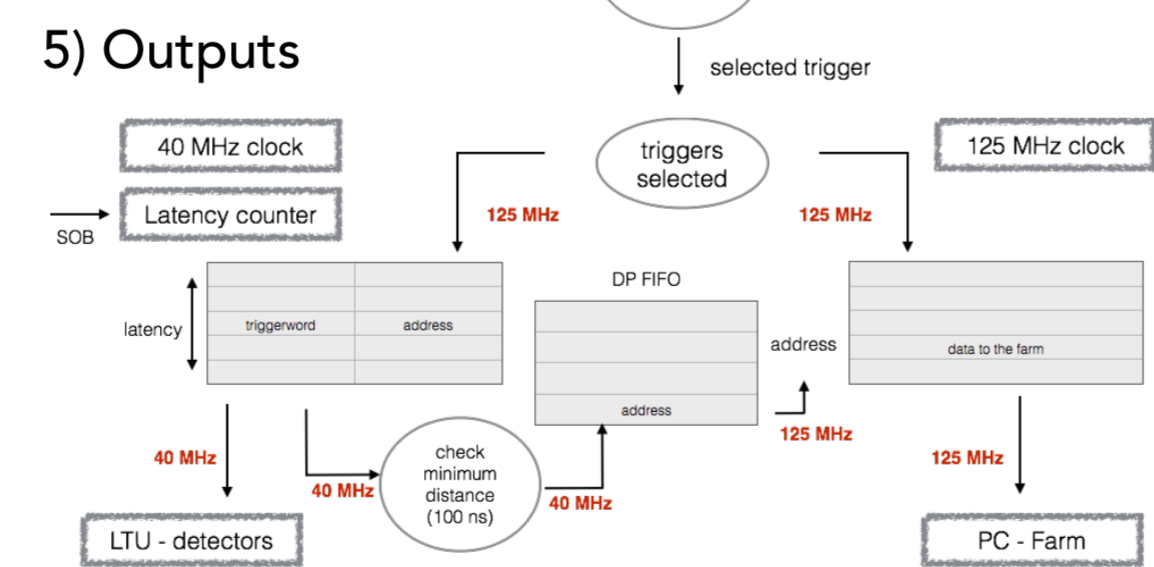 5) Outputs
selected trigger
40 MHz clock
triggers
selected
125 MHz clock
Latency counter
SOB
125 MHz
125 MHz
DP FIFO
latency
triggerword
address
address
data to the farm
address
125 MHz
40 MHz
check
minimum
distance
(100 ns)
40 MHz
40 MHz
125 MHz
LTU - detectors
PC - Farm